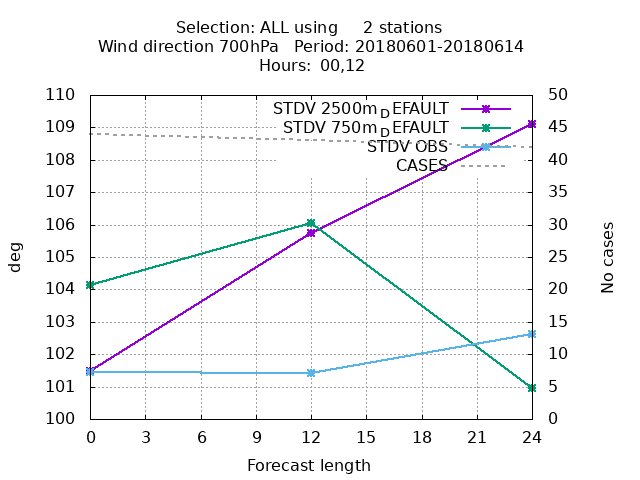 Selection: ALL using     2 stations
Wind direction 700hPa   Period: 20180601-20180614
Hours: 00,12
110
109
108
107
106
105
104
103
102
101
100
deg
STDV 2500m_DEFAULT
STDV 750m_DEFAULT
STDV OBS
CASES
50
45
40
35
30
25
20
15
10
5
0
No cases
0 3 6 9 12 15 18 21 24
Forecast length